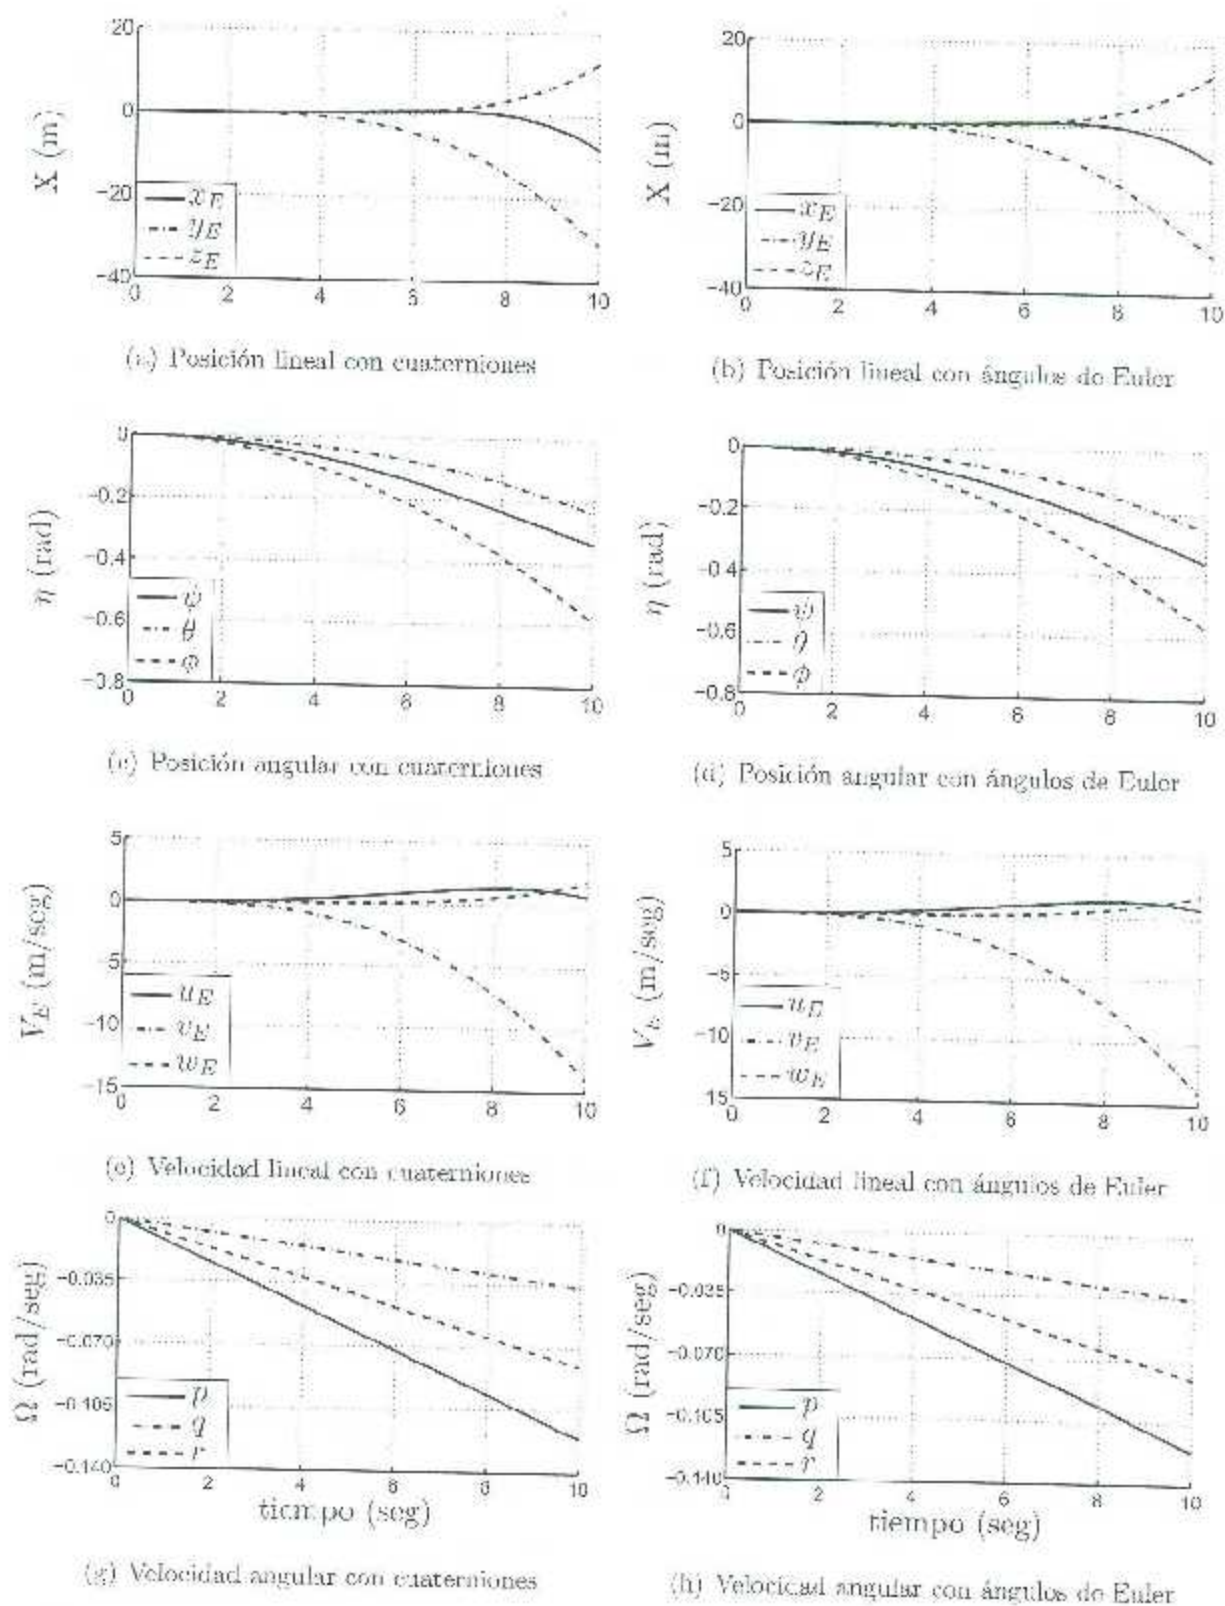 20
0
-20
-40
X (m)
x_E
y_E
z_E
0 2 4 6 8 10
(a) Posición lineal con cuaterniones
20
0
-20
-40
X (m)
x_E
y_E
z_E
0 2 4 6 8 10
(b) Posición lineal con ángulos de Euler
0
-0.2
-0.4
-0.6
-0.8
η (rad)
ψ
θ
φ
0 2 4 6 8 10
(c) Posición angular con cuaterniones
0
-0.2
-0.4
-0.6
-0.8
η (rad)
ψ
θ
φ
0 2 4 6 8 10
(d) Posición angular con ángulos de Euler
5
0
-5
-10
-15
V_E (m/seg)
u_E
v_E
w_E
0 2 4 6 8 10
(e) Velocidad lineal con cuaterniones
5
0
-5
-10
15
V_E (m/seg)
u_E
v_E
w_E
0 2 4 6 8 10
(f) Velocidad lineal con ángulos de Euler
0
-0.035
-0.070
-0.105
-0.140
Ω (rad/seg)
p
q
r
0 2 4 6 8 10
tiempo (seg)
(g) Velocidad angular con cuaterniones
0
-0.035
-0.070
-0.105
-0.140
Ω (rad/seg)
p
q
r
0 2 4 6 8 10
tiempo (seg)
(h) Velocidad angular con ángulos de Euler